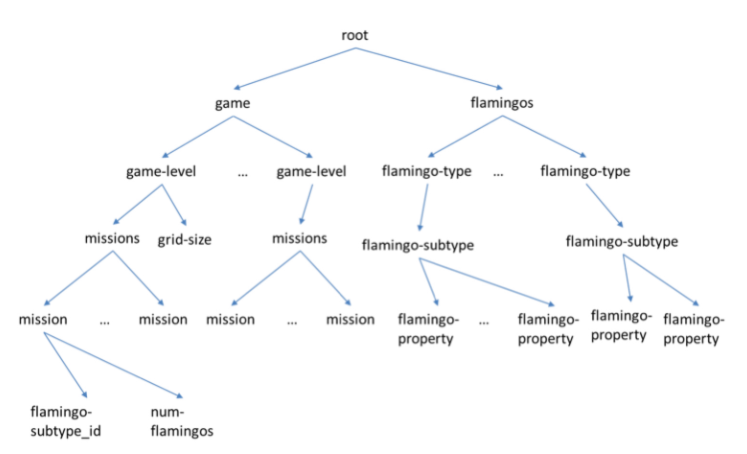 root
game
flamingos
game-level
...
game-level
flamingo-type
...
flamingo-type
missions
grid-size
missions
flamingo-subtype
flamingo-subtype
mission
...
mission
mission
...
mission
flamingo-
property
...
flamingo-
property
flamingo-
property
flamingo-
property
flamingo-
subtype_id
num-
flamingos